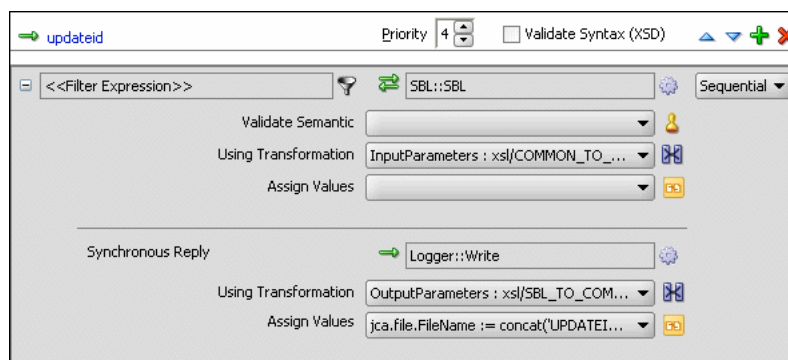 updateid Priority 4 Validate Syntax (XSD)
<<Filter Expression>> SBL::SBL Sequential
Validate Semantic
Using Transformation InputParameters : xsl/COMMON_TO_...
Assign Values
Synchronous Reply Logger::Write
Using Transformation OutputParameters : xsl/SBL_TO_COM...
Assign Values jca.file.FileName := concat('UPDATEI...